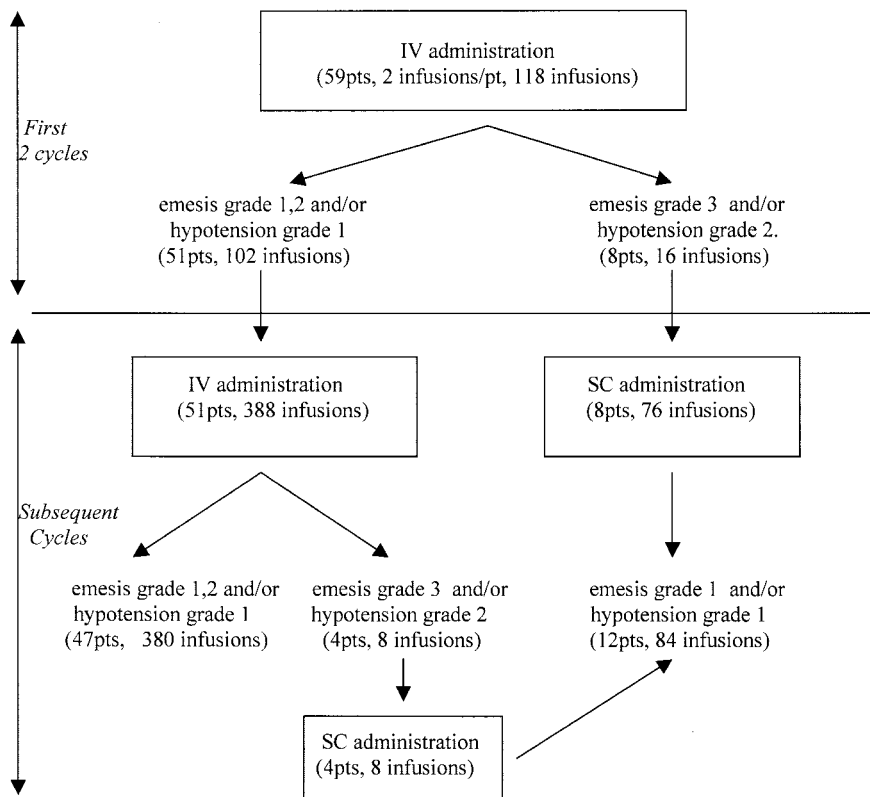 IV administration
(59pts, 2 infusions/pt, 118 infusions)
First
2 cycles
emesis grade 1,2 and/or
hypotension grade 1
(51pts, 102 infusions)
emesis grade 3 and/or
hypotension grade 2.
(8pts, 16 infusions)
IV administration
(51pts, 388 infusions)
SC administration
(8pts, 76 infusions)
Subsequent
Cycles
emesis grade 1,2 and/or
hypotension grade 1
(47pts, 380 infusions)
emesis grade 3 and/or
hypotension grade 2
(4pts, 8 infusions)
emesis grade 1 and/or
hypotension grade 1
(12pts, 84 infusions)
SC administration
(4pts, 8 infusions)